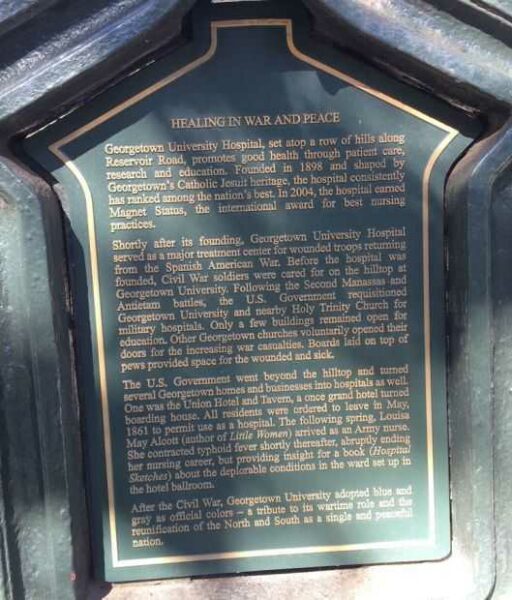 HEALING IN WAR AND PEACE
Georgetown University Hospital, set atop a row of hills along
Reservoir Road, promotes good health through patient care,
research and education. Founded in 1898 and shaped by
Georgetown's Catholic Jesuit heritage, the hospital consistently
has ranked among the nation's best. In 2004, the hospital earned
Magnet Status, the international award for best nursing
practices.
Shortly after its founding, Georgetown University Hospital
served as a major treatment center for wounded troops returning
from the Spanish American War. Before the hospital was
founded, Civil War soldiers were cared for on the hilltop at
Georgetown University. Following the Second Manassas and
Antietam battles, the U.S. Government requisitioned
Georgetown University and nearby Holy Trinity Church for
military hospitals. Only a few buildings remained open for
education. Other Georgetown churches voluntarily opened their
doors for the increasing war casualties. Boards laid on top of
pews provided space for the wounded and sick.
The U.S. Government went beyond the hilltop and turned
several Georgetown homes and businesses into hospitals as well.
One was the Union Hotel and Tavern, a once grand hotel turned
boarding house. All residents were ordered to leave in May,
1861 to permit use as a hospital. The following spring, Louisa
May Alcott (author of Little Women) arrived as an Army nurse.
She contracted typhoid fever shortly thereafter, abruptly ending
her nursing career, but providing insight for a book (Hospital
Sketches) about the deplorable conditions in the ward set up in
the hotel ballroom.
After the Civil War, Georgetown University adopted blue and
gray as official colors – a tribute to its wartime role and the
reunification of the North and South as a single and peaceful
nation.